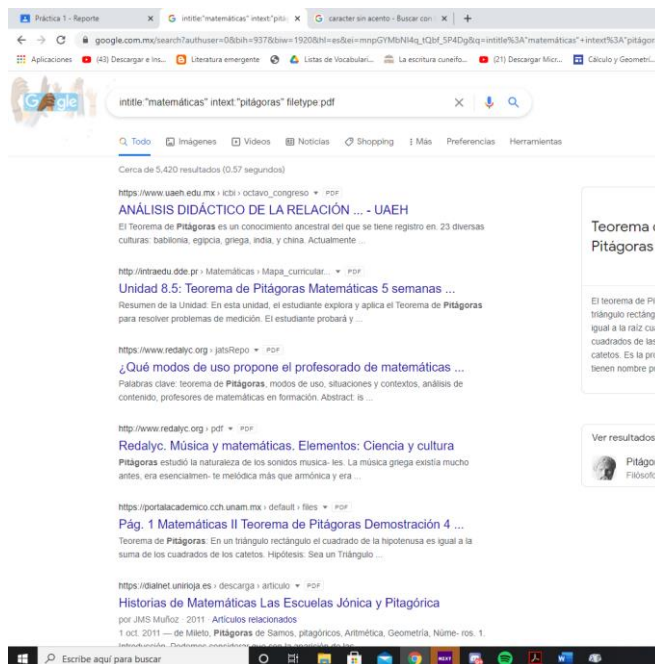 Práctica 1 - Reporte
intitle:"matemáticas" intext:"pitág
caracter sin acento - Buscar con
google.com.mx/search?authuser=0&bih=937&biw=1920&hl=es&ei=mnpGYMbNI4q_tQbf_5P4Dg&q=intitle%3A"matemáticas"+intext%3A"pitágor
Aplicaciones
(43) Descargar e Ins...
Literatura emergente
Listas de Vocabulari...
La escritura cuneifo...
(21) Descargar Micr...
Cálculo y Geometrí...
intitle:"matemáticas" intext:"pitágoras" filetype:pdf
Todo
Imágenes
Videos
Noticias
Shopping
Más
Preferencias
Herramientas
Cerca de 5,420 resultados (0.57 segundos)
https://www.uaeh.edu.mx › icbi › octavo_congreso PDF
ANÁLISIS DIDÁCTICO DE LA RELACIÓN ... - UAEH
El Teorema de Pitágoras es un conocimiento ancestral del que se tiene registro en. 23 diversas
culturas: babilonia, egipcia, griega, india, y china. Actualmente ...
http://intraedu.dde.pr › Matemáticas › Mapa_curricular... PDF
Unidad 8.5: Teorema de Pitágoras Matemáticas 5 semanas ...
Resumen de la Unidad: En esta unidad, el estudiante explora y aplica el Teorema de Pitágoras
para resolver problemas de medición. El estudiante probará y ...
https://www.redalyc.org › jatsRepo PDF
¿Qué modos de uso propone el profesorado de matemáticas ...
Palabras clave: teorema de Pitágoras, modos de uso, situaciones y contextos, análisis de
contenido, profesores de matemáticas en formación. Abstract: is ...
http://www.redalyc.org › pdf PDF
Redalyc. Música y matemáticas. Elementos: Ciencia y cultura
Pitágoras estudió la naturaleza de los sonidos musica- les. La música griega existía mucho
antes, era esencialmen- te melódica más que armónica y era ...
https://portalacademico.cch.unam.mx › default › files PDF
Pág. 1 Matemáticas II Teorema de Pitágoras Demostración 4 ...
Teorema de Pitágoras: En un triángulo rectángulo el cuadrado de la hipotenusa es igual a la
suma de los cuadrados de los catetos. Hipótesis: Sea un Triángulo ...
https://dialnet.unirioja.es › descarga › articulo PDF
Historias de Matemáticas Las Escuelas Jónica y Pitagórica
por JMS Muñoz · 2011 · Artículos relacionados
1 oct. 2011 — de Mileto, Pitágoras de Samos, pitagóricos, Aritmética, Geometría, Núme- ros. 1.
Teorema
Pitágoras
El teorema de Pi
triángulo rectáng
igual a la raíz cua
cuadrados de las
catetos. Es la pro
tienen nombre pr
Ver resultados
Pitágo
Filósofo
Escribe aquí para buscar